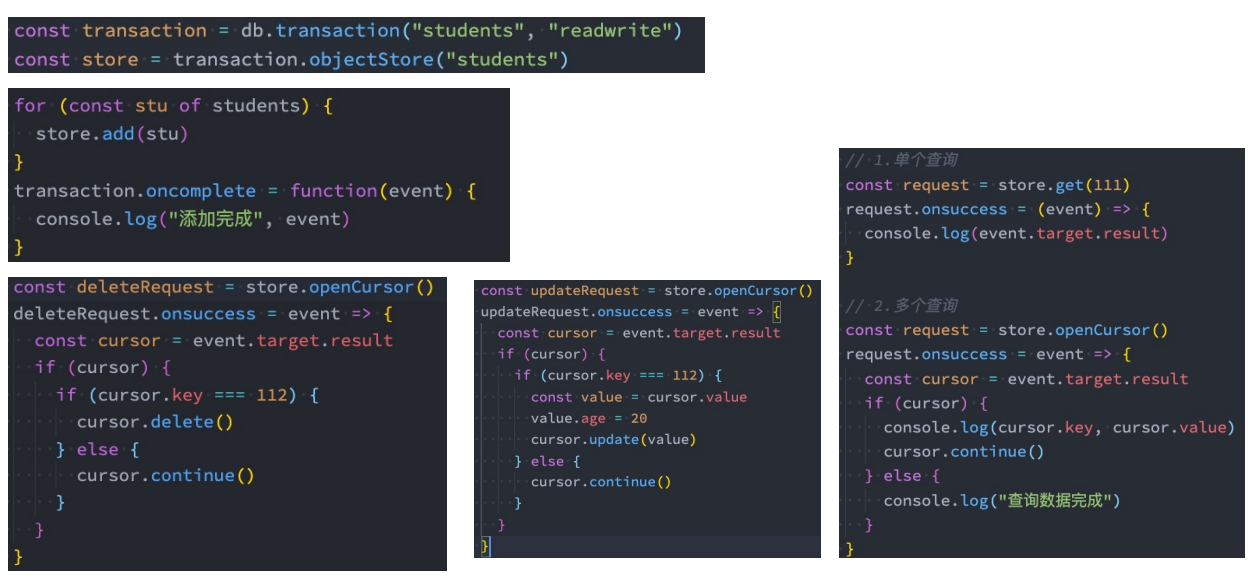 const transaction = db.transaction("students", "readwrite")
const store = transaction.objectStore("students")
for (const stu of students) {
  store.add(stu)
}
transaction.oncomplete = function(event) {
  console.log("添加完成", event)
}
const deleteRequest = store.openCursor()
deleteRequest.onsuccess = event => {
  const cursor = event.target.result
  if (cursor) {
    if (cursor.key === 112) {
      cursor.delete()
    } else {
      cursor.continue()
    }
  }
}
const updateRequest = store.openCursor()
updateRequest.onsuccess = event => {
  const cursor = event.target.result
  if (cursor) {
    if (cursor.key === 112) {
      const value = cursor.value
      value.age = 20
      cursor.update(value)
    } else {
      cursor.continue()
    }
  }
}
// 1.单个查询
const request = store.get(111)
request.onsuccess = (event) => {
  console.log(event.target.result)
}
// 2.多个查询
const request = store.openCursor()
request.onsuccess = event => {
  const cursor = event.target.result
  if (cursor) {
    console.log(cursor.key, cursor.value)
    cursor.continue()
  } else {
    console.log("查询数据完成")
  }
}